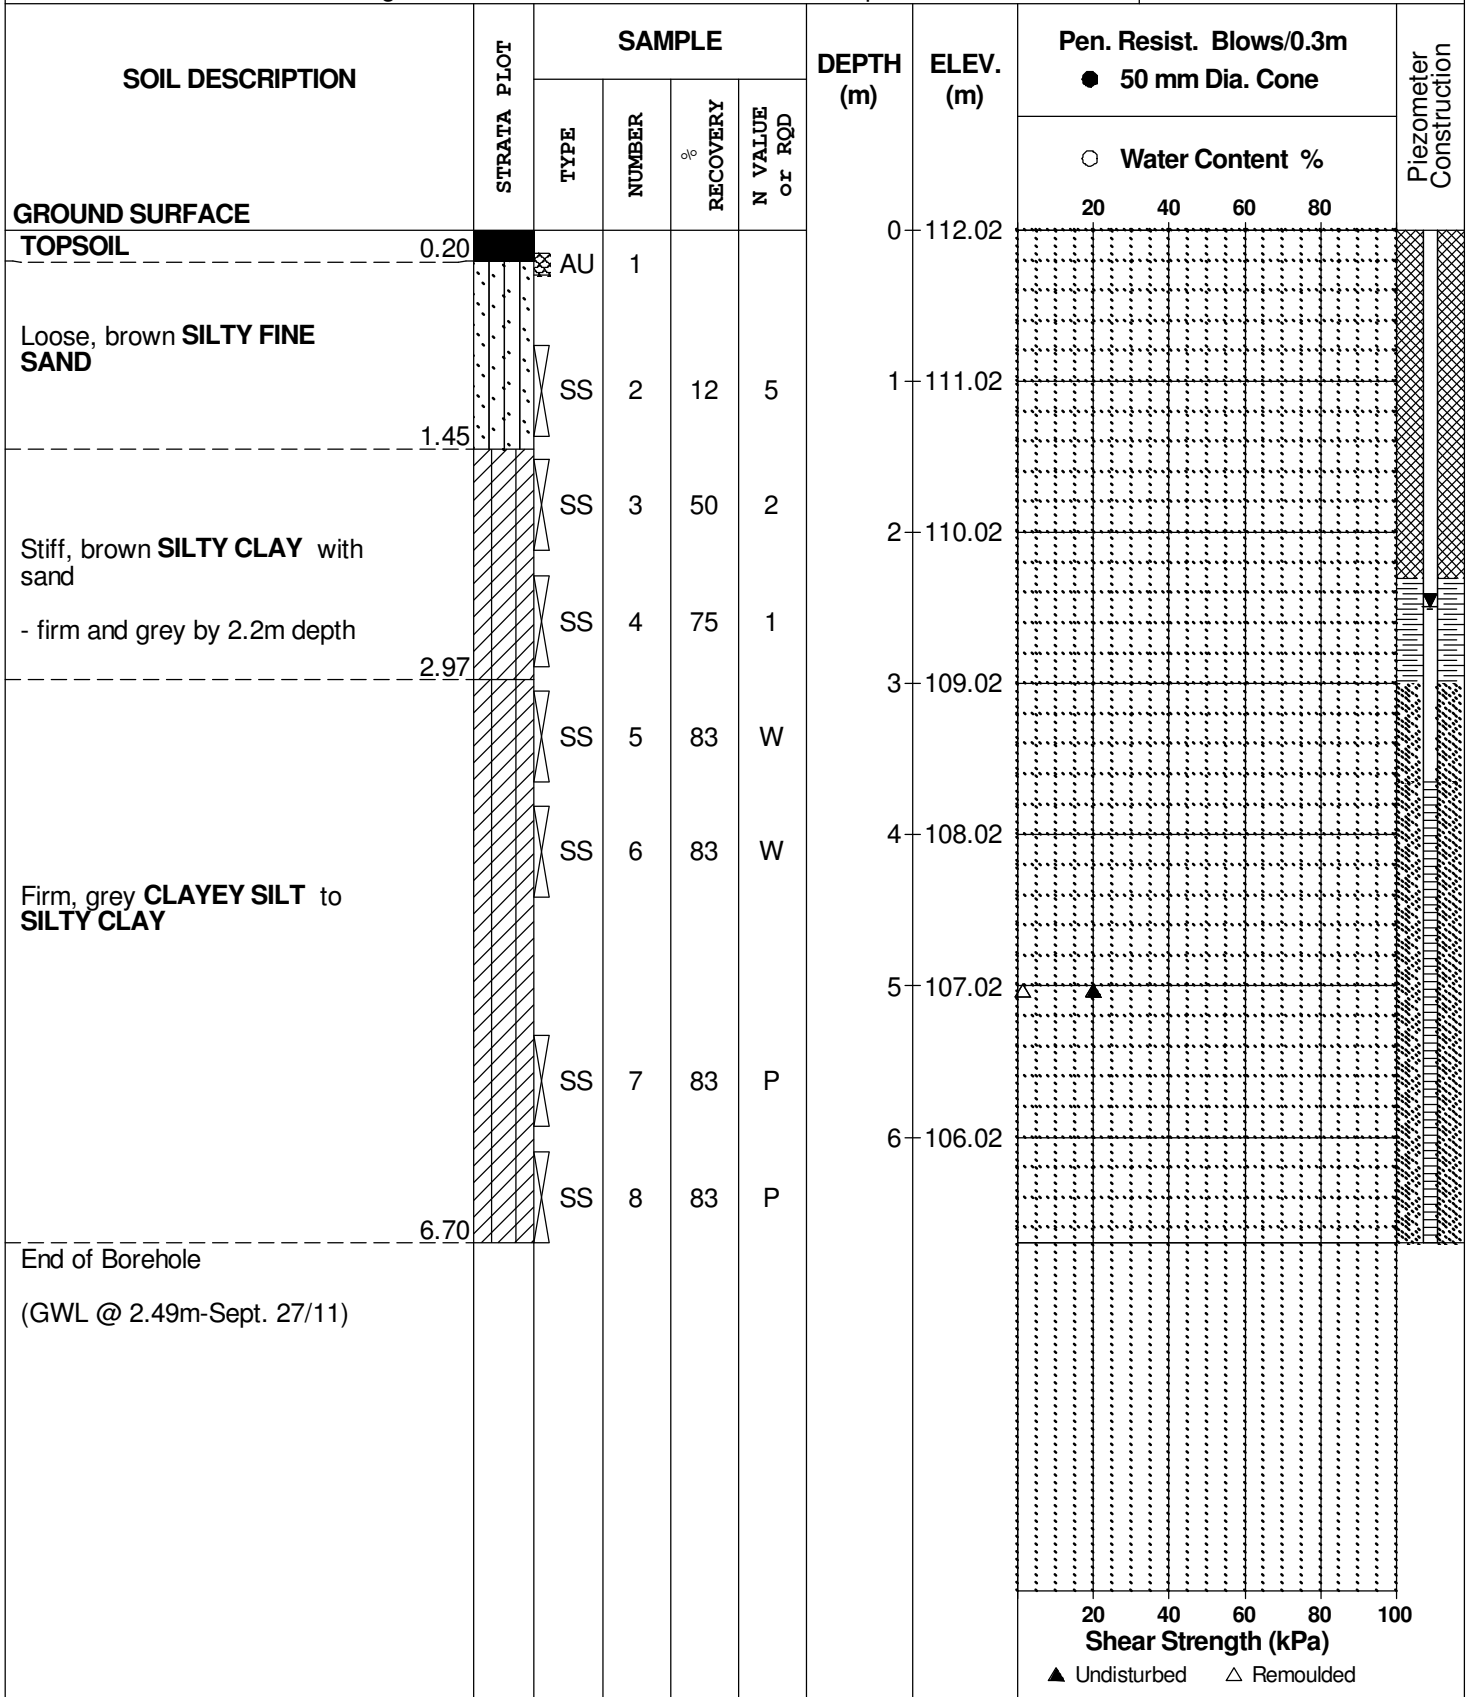 SOIL DESCRIPTION
STRATA PLOT
SAMPLE
TYPE
NUMBER
%
RECOVERY
N VALUE
or RQD
DEPTH
(m)
ELEV.
(m)
Pen. Resist. Blows/0.3m
● 50 mm Dia. Cone
○ Water Content %
Piezometer
Construction
20 40 60 80
GROUND SURFACE
0 112.02
TOPSOIL 0.20
AU 1
Loose, brown SILTY FINE
SAND
SS 2 12 5
1 111.02
1.45
SS 3 50 2
2 110.02
Stiff, brown SILTY CLAY with
sand
- firm and grey by 2.2m depth
SS 4 75 1
2.97
3 109.02
SS 5 83 W
4 108.02
SS 6 83 W
Firm, grey CLAYEY SILT to
SILTY CLAY
5 107.02
SS 7 83 P
6 106.02
SS 8 83 P
6.70
End of Borehole
(GWL @ 2.49m-Sept. 27/11)
20 40 60 80 100
Shear Strength (kPa)
▲ Undisturbed △ Remoulded